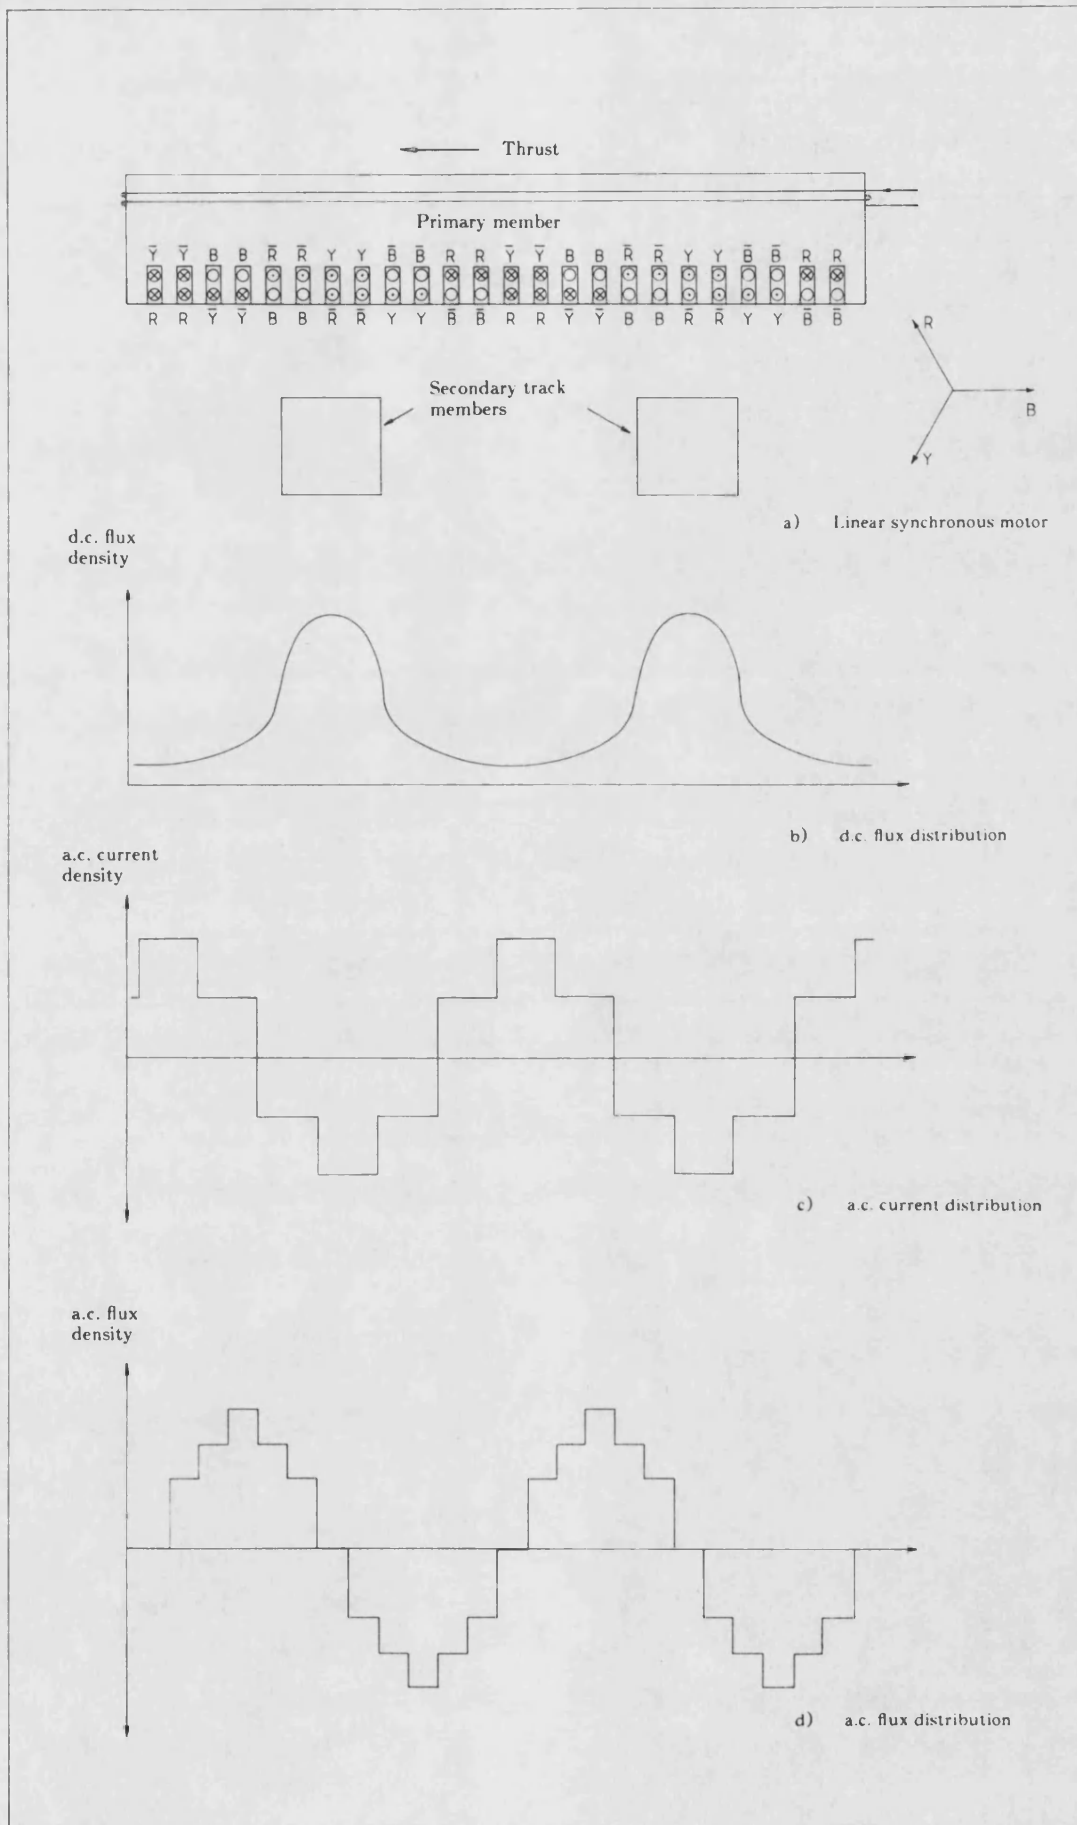 Thrust
Primary member
Y̅ Y̅ B B R̅ R̅ Y Y B̅ B̅ R R Y̅ Y̅ B B R̅ R̅ Y Y B̅ B̅ R R
R R Y̅ Y̅ B B R̅ R̅ Y Y B̅ B̅ R R Y̅ Y̅ B B R̅ R̅ Y Y B̅ B̅
R
B
Y
Secondary track
members
a) Linear synchronous motor
d.c. flux
density
b) d.c. flux distribution
a.c. current
density
c) a.c. current distribution
a.c. flux
density
d) a.c. flux distribution